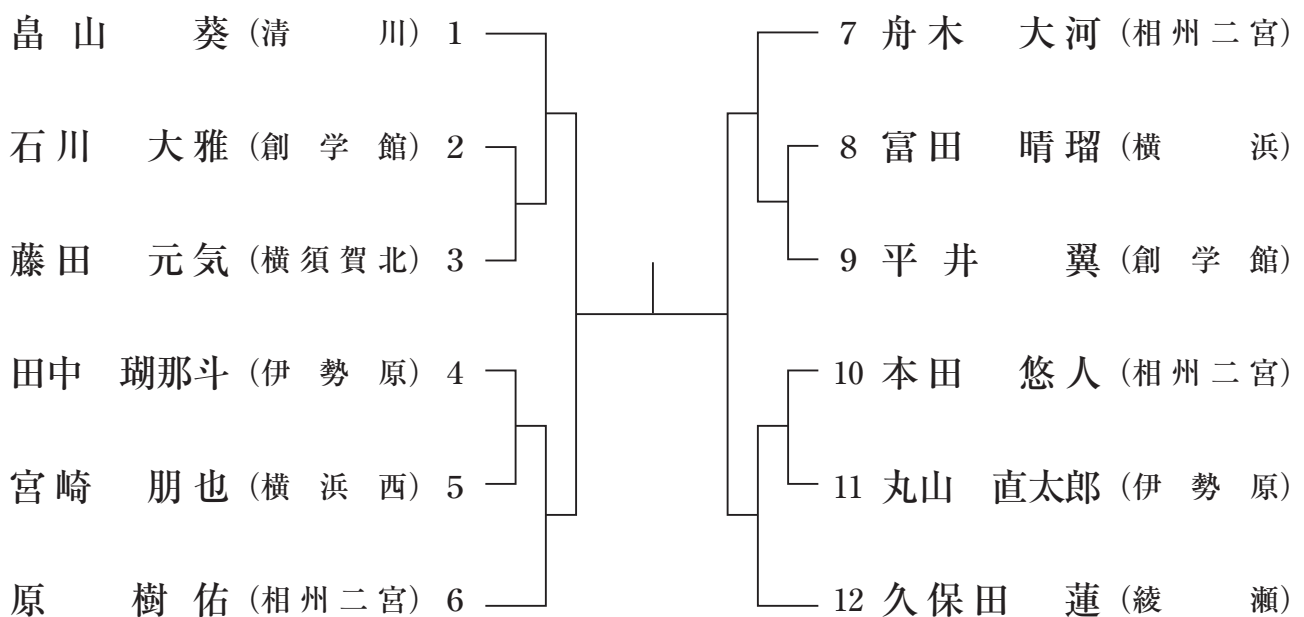 畠山 葵 (清川) 1
石川 大雅 (創学館) 2
藤田 元気 (横須賀北) 3
田中 瑚那斗 (伊勢原) 4
宮崎 朋也 (横浜西) 5
原 樹佑 (相州二宮) 6
7 舟木 大河 (相州二宮)
8 富田 晴瑠 (横浜)
9 平井 翼 (創学館)
10 本田 悠人 (相州二宮)
11 丸山 直太郎 (伊勢原)
12 久保田 蓮 (綾瀬)